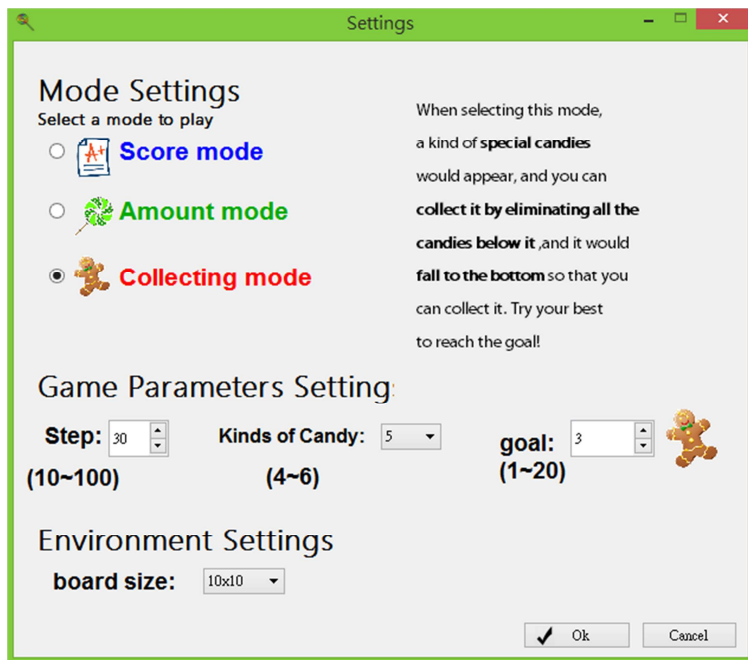 Settings
Mode Settings
Select a mode to play
A+
Score mode
Amount mode
Collecting mode
When selecting this mode,
a kind of special candies
would appear, and you can
collect it by eliminating all the
candies below it ,and it would
fall to the bottom so that you
can collect it. Try your best
to reach the goal!
Game Parameters Setting
Step: 30
(10~100)
Kinds of Candy: 5
(4~6)
goal: 3
(1~20)
Environment Settings
board size: 10x10
Ok
Cancel